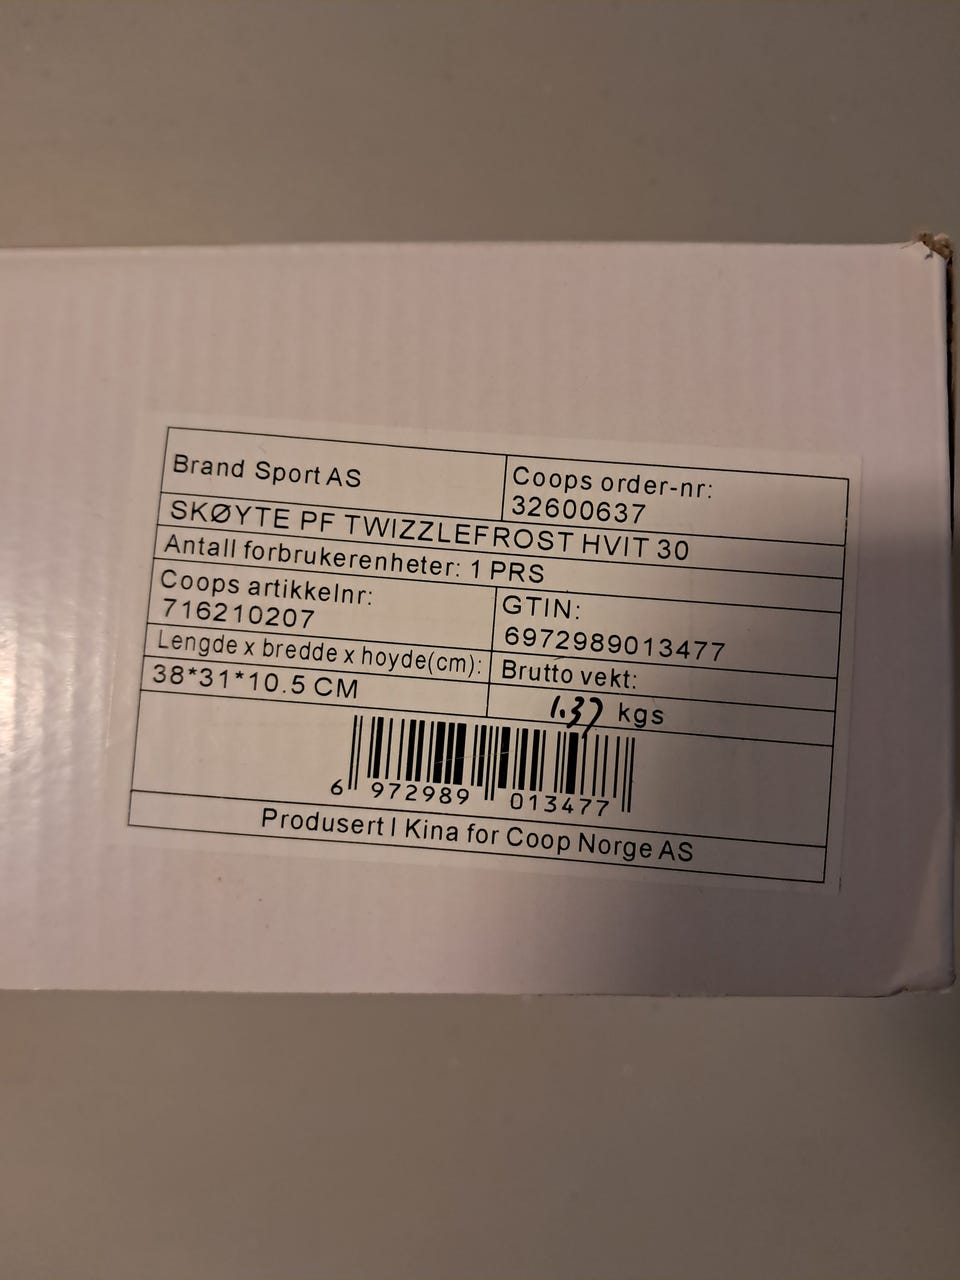 Brand Sport AS
Coops order-nr:
32600637
SKØYTE PF TWIZZLEFROST HVIT 30
Antall forbrukerenheter: 1 PRS
Coops artikkelnr:
716210207
GTIN:
6972989013477
Lengde x bredde x hoyde(cm):
38*31*10.5 CM
Brutto vekt:
1.37 kgs
6 972989 013477
Produsert I Kina for Coop Norge AS